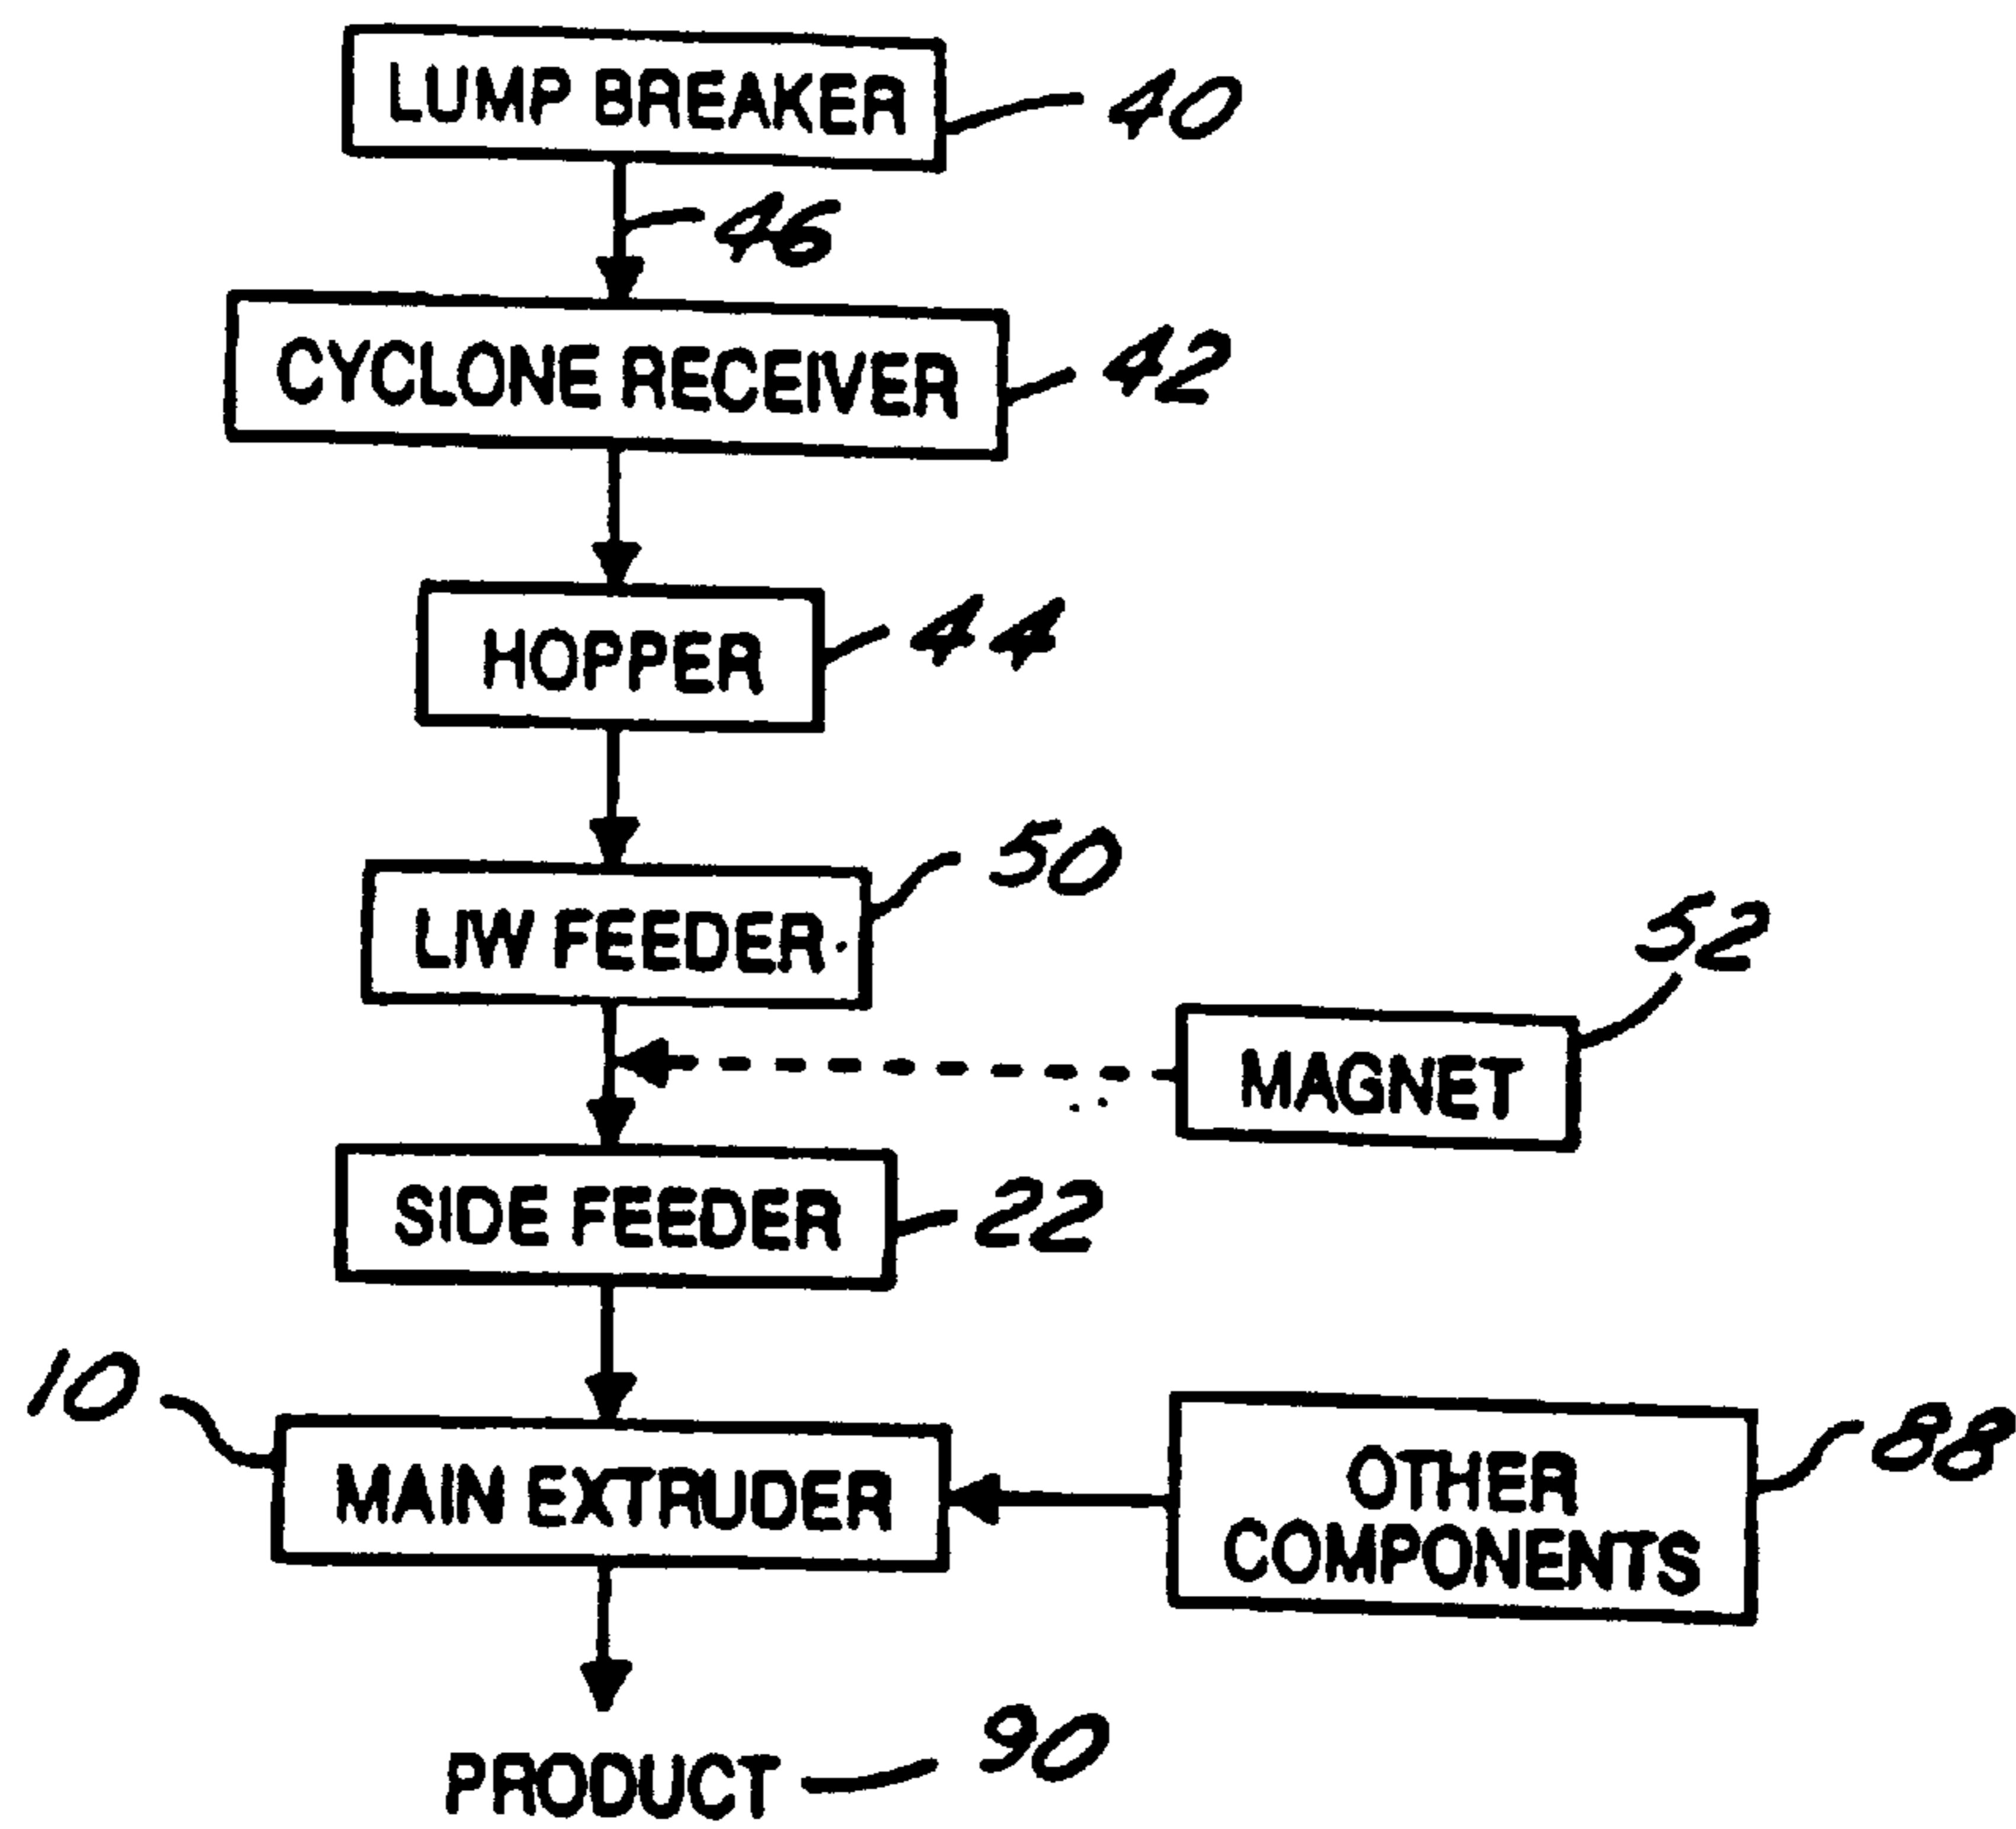 LUMP BREAKER
40
46
CYCLONE RECEIVER
42
HOPPER
44
50
LIW FEEDER
52
MAGNET
SIDE FEEDER
22
10
MAIN EXTRUDER
OTHER
COMPONENTS
88
PRODUCT
90